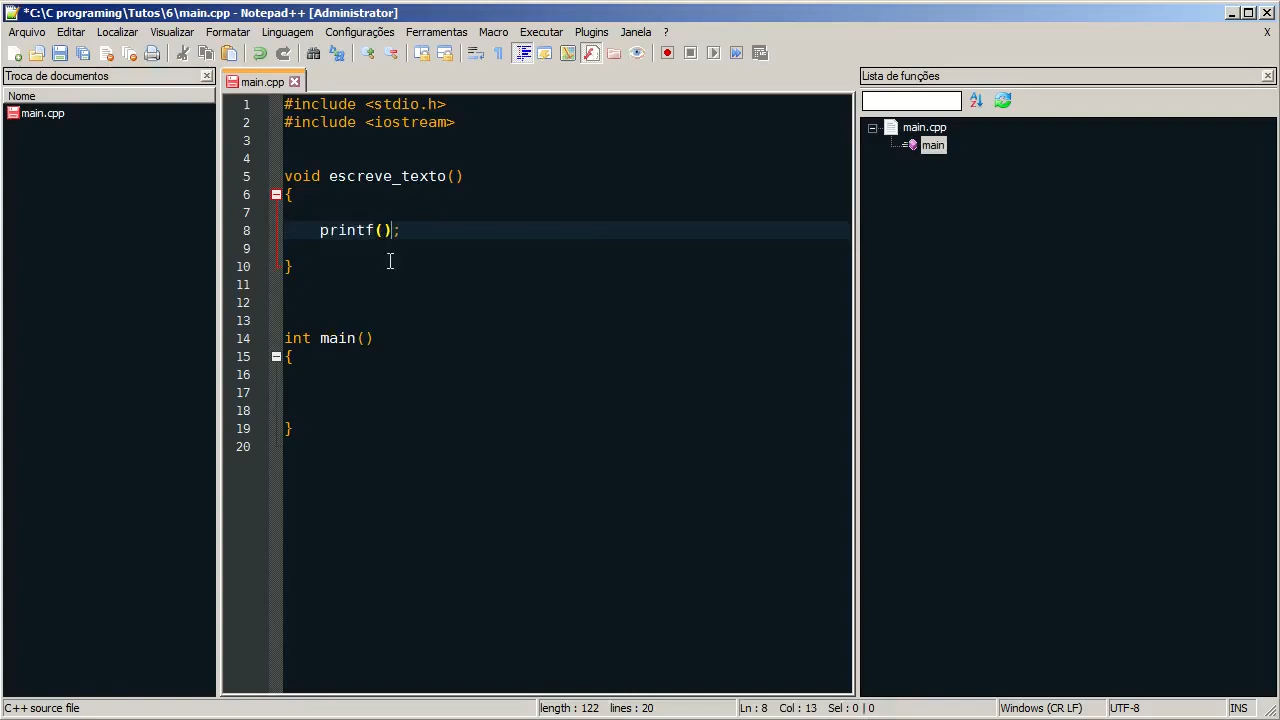 *C:\C programing\Tutos\6\main.cpp - Notepad++ [Administrator]
Arquivo Editar Localizar Visualizar Formatar Linguagem Configurações Ferramentas Macro Executar Plugins Janela ? X
Troca de documentos
Nome
main.cpp
main.cpp
1 #include <stdio.h>
2 #include <iostream>
3
4
5 void escreve_texto()
6 {
7
8 printf();
9
10 }
11
12
13
14 int main()
15 {
16
17
18
19 }
20
Lista de funções
main.cpp
main
C++ source file length : 122 lines : 20 Ln : 8 Col : 13 Sel : 0 | 0 Windows (CR LF) UTF-8 INS